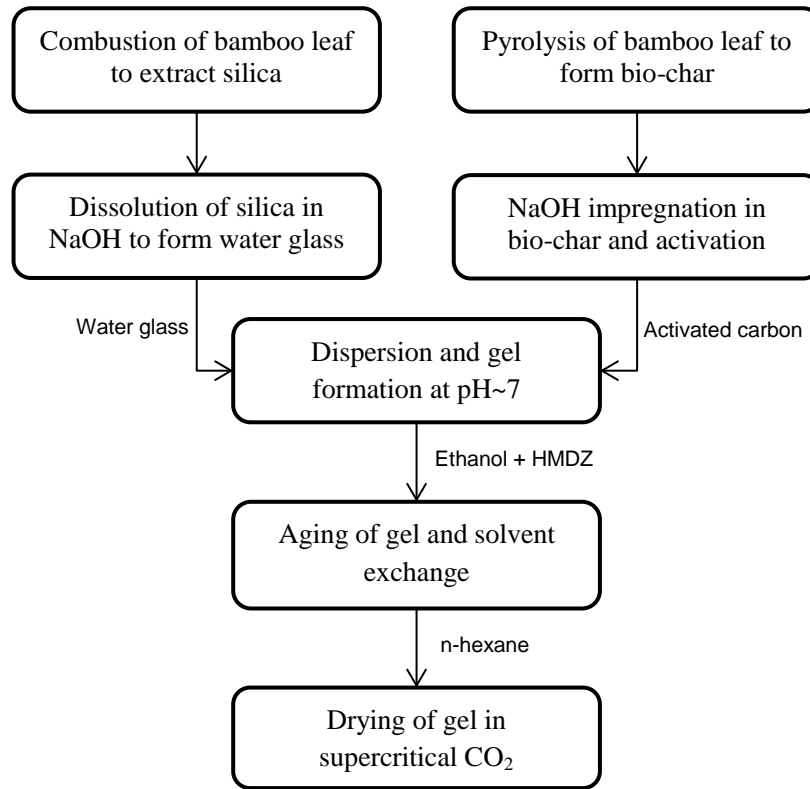 Combustion of bamboo leaf
to extract silica
Pyrolysis of bamboo leaf to
form bio-char
Dissolution of silica in
NaOH to form water glass
NaOH impregnation in
bio-char and activation
Water glass
Activated carbon
Dispersion and gel
formation at pH~7
Ethanol + HMDZ
Aging of gel and solvent
exchange
n-hexane
Drying of gel in
supercritical CO₂